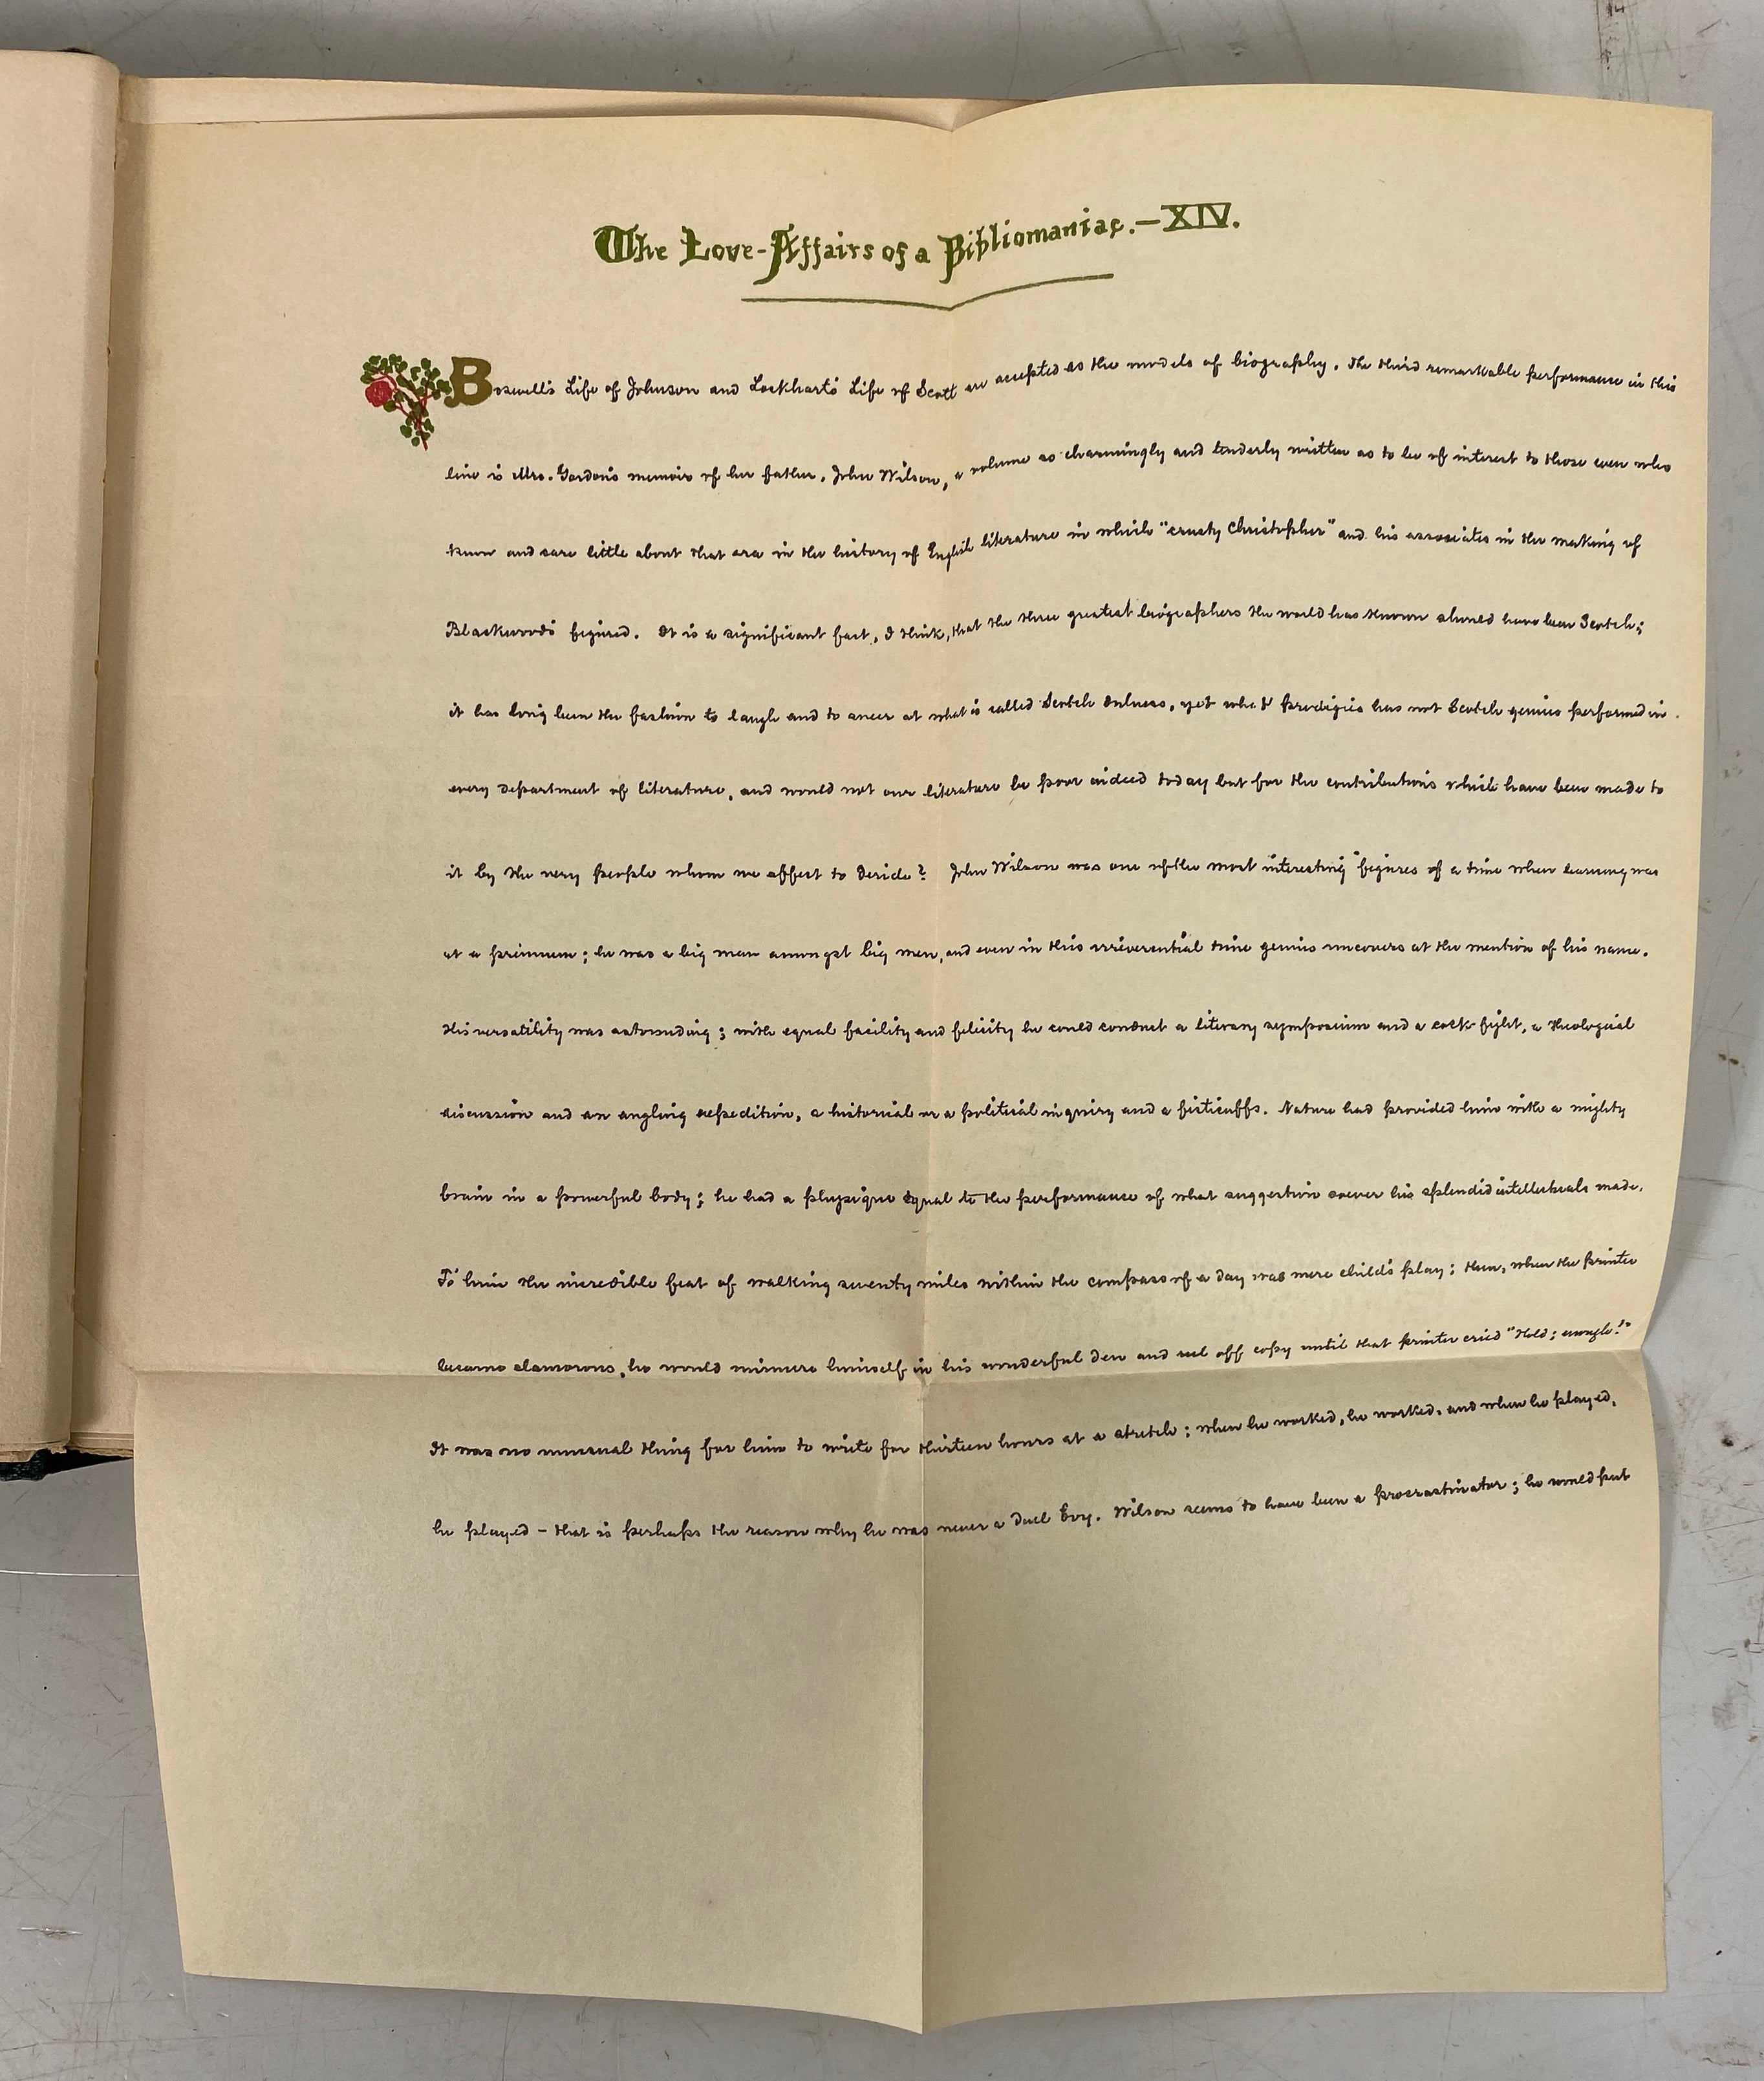 The Love-Affairs of a Bibliomaniac.—XIV.
Boswell's Life of Johnson and Lockhart's Life of Scott are accepted as the models of biography. The third remarkable performance in this
line is Mrs. Gordon's memoir of her father, John Wilson, a volume so charmingly and tenderly written as to be of interest to those even who
know and care little about that era in the history of English literature in which "crusty Christopher" and his associates in the making of
Blackwood's figured. It is a significant fact, I think, that the three greatest biographers the world has known should have been Scotch;
it has long been the fashion to laugh and to sneer at what is called Scotch dulness, yet what prodigies has not Scotch genius performed in
every department of literature, and would not our literature be poor indeed today but for the contributions which have been made to
it by the very people whom we affect to deride? John Wilson was one of the most interesting figures of a time when learning was
at a premium; he was a big man amongst big men, and even in this irreverential time genius uncovers at the mention of his name.
His versatility was astounding; with equal facility and felicity he could conduct a literary symposium and a cock-fight, a theological
discussion and an angling expedition, a historical or a political inquiry and a fisticuffs. Nature had provided him with a mighty
brain in a powerful body; he had a physique equal to the performance of what suggestion soever his splendid intellectuals made.
To him the incredible feat of walking seventy miles within the compass of a day was mere child's play; then, when the printer
became clamorous, he would immure himself in his wonderful den and reel off copy until that printer cried "Hold; enough!"
It was no unusual thing for him to write for thirteen hours at a stretch; when he worked, he worked, and when he played,
he played – that is perhaps the reason why he was never a dull boy. Wilson seems to have been a procrastinator; he would put